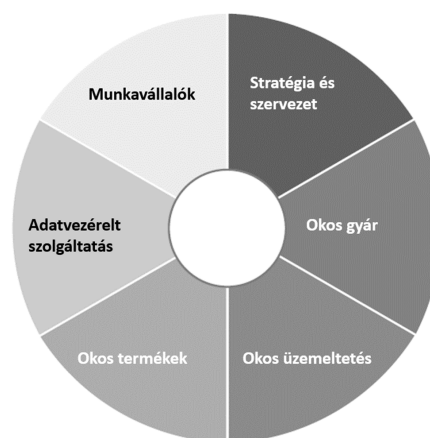 Stratégia és
szervezet
Okos gyár
Okos üzemeltetés
Okos termékek
Adatvezérelt
szolgáltatás
Munkavállalók